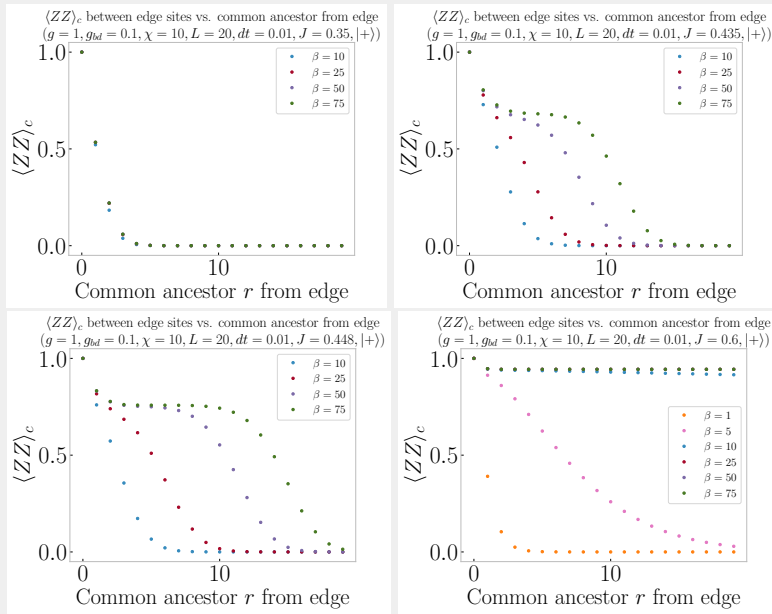 ⟨ZZ⟩c between edge sites vs. common ancestor from edge
(g = 1, gbd = 0.1, χ = 10, L = 20, dt = 0.01, J = 0.35, |+⟩)
1.0
0.5
0.0
⟨ZZ⟩c
β = 10
β = 25
β = 50
β = 75
0 10
Common ancestor r from edge
⟨ZZ⟩c between edge sites vs. common ancestor from edge
(g = 1, gbd = 0.1, χ = 10, L = 20, dt = 0.01, J = 0.435, |+⟩)
1.0
0.5
0.0
⟨ZZ⟩c
β = 10
β = 25
β = 50
β = 75
0 10
Common ancestor r from edge
⟨ZZ⟩c between edge sites vs. common ancestor from edge
(g = 1, gbd = 0.1, χ = 10, L = 20, dt = 0.01, J = 0.448, |+⟩)
1.0
0.5
0.0
⟨ZZ⟩c
β = 10
β = 25
β = 50
β = 75
0 10
Common ancestor r from edge
⟨ZZ⟩c between edge sites vs. common ancestor from edge
(g = 1, gbd = 0.1, χ = 10, L = 20, dt = 0.01, J = 0.6, |+⟩)
1.0
0.5
0.0
⟨ZZ⟩c
β = 1
β = 5
β = 10
β = 25
β = 50
β = 75
0 10
Common ancestor r from edge